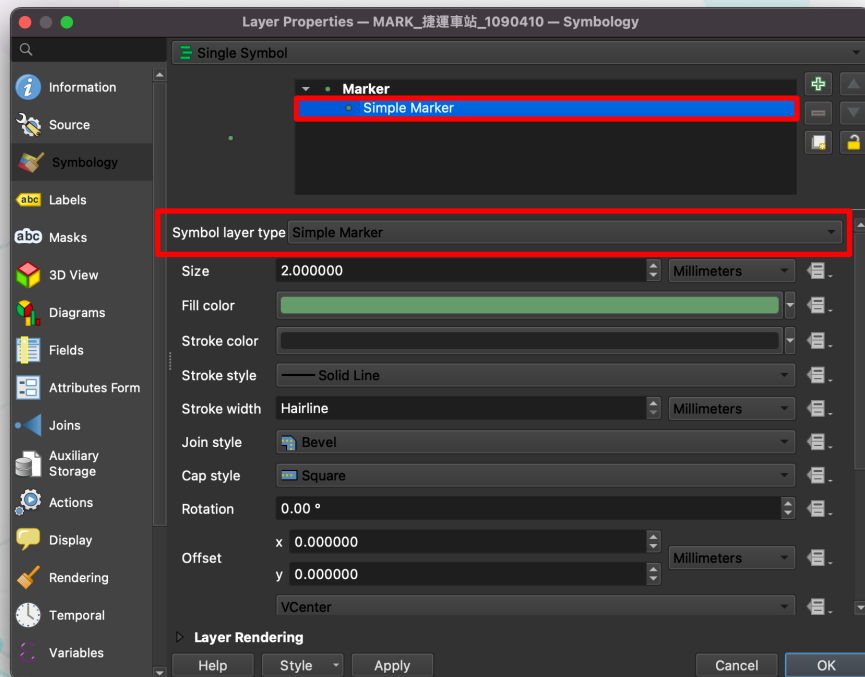 Layer Properties — MARK_捷運車站_1090410 — Symbology
Single Symbol
Information
Source
Symbology
abc Labels
abc Masks
3D View
Diagrams
Fields
Attributes Form
Joins
Auxiliary
Storage
Actions
Display
Rendering
Temporal
Variables
Marker
Simple Marker
Symbol layer type Simple Marker
Size 2.000000 Millimeters
Fill color
Stroke color
Stroke style Solid Line
Stroke width Hairline Millimeters
Join style Bevel
Cap style Square
Rotation 0.00 °
Offset x 0.000000 Millimeters
y 0.000000
VCenter
Layer Rendering
Help Style Apply Cancel OK